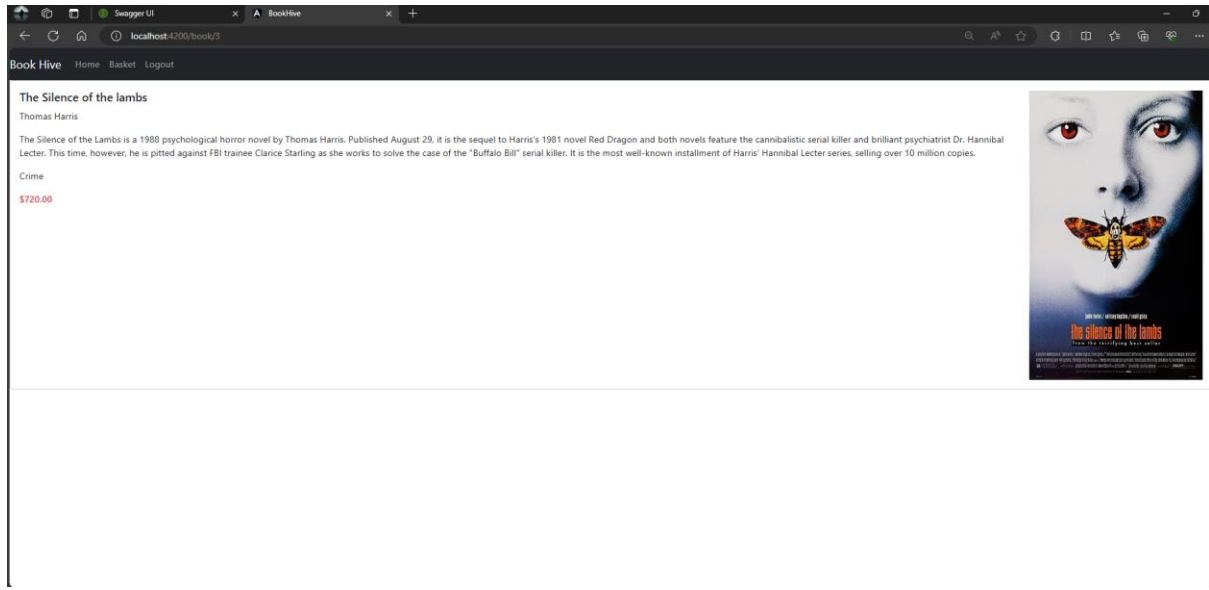 Swagger UI
BookHive
localhost:4200/book/3
Book Hive Home Basket Logout
The Silence of the lambs
Thomas Harris
The Silence of the Lambs is a 1988 psychological horror novel by Thomas Harris. Published August 29, it is the sequel to Harris's 1981 novel Red Dragon and both novels feature the cannibalistic serial killer and brilliant psychiatrist Dr. Hannibal
Lecter. This time, however, he is pitted against FBI trainee Clarice Starling as she works to solve the case of the "Buffalo Bill" serial killer. It is the most well-known installment of Harris' Hannibal Lecter series, selling over 10 million copies.
Crime
$720.00
the silence of the lambs
from the terrifying best seller